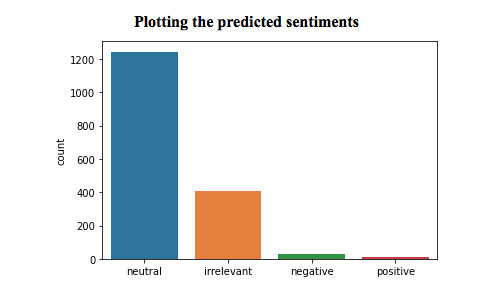 Plotting the predicted sentiments
1200
1000
800
600
400
200
0
count
neutral irrelevant negative positive